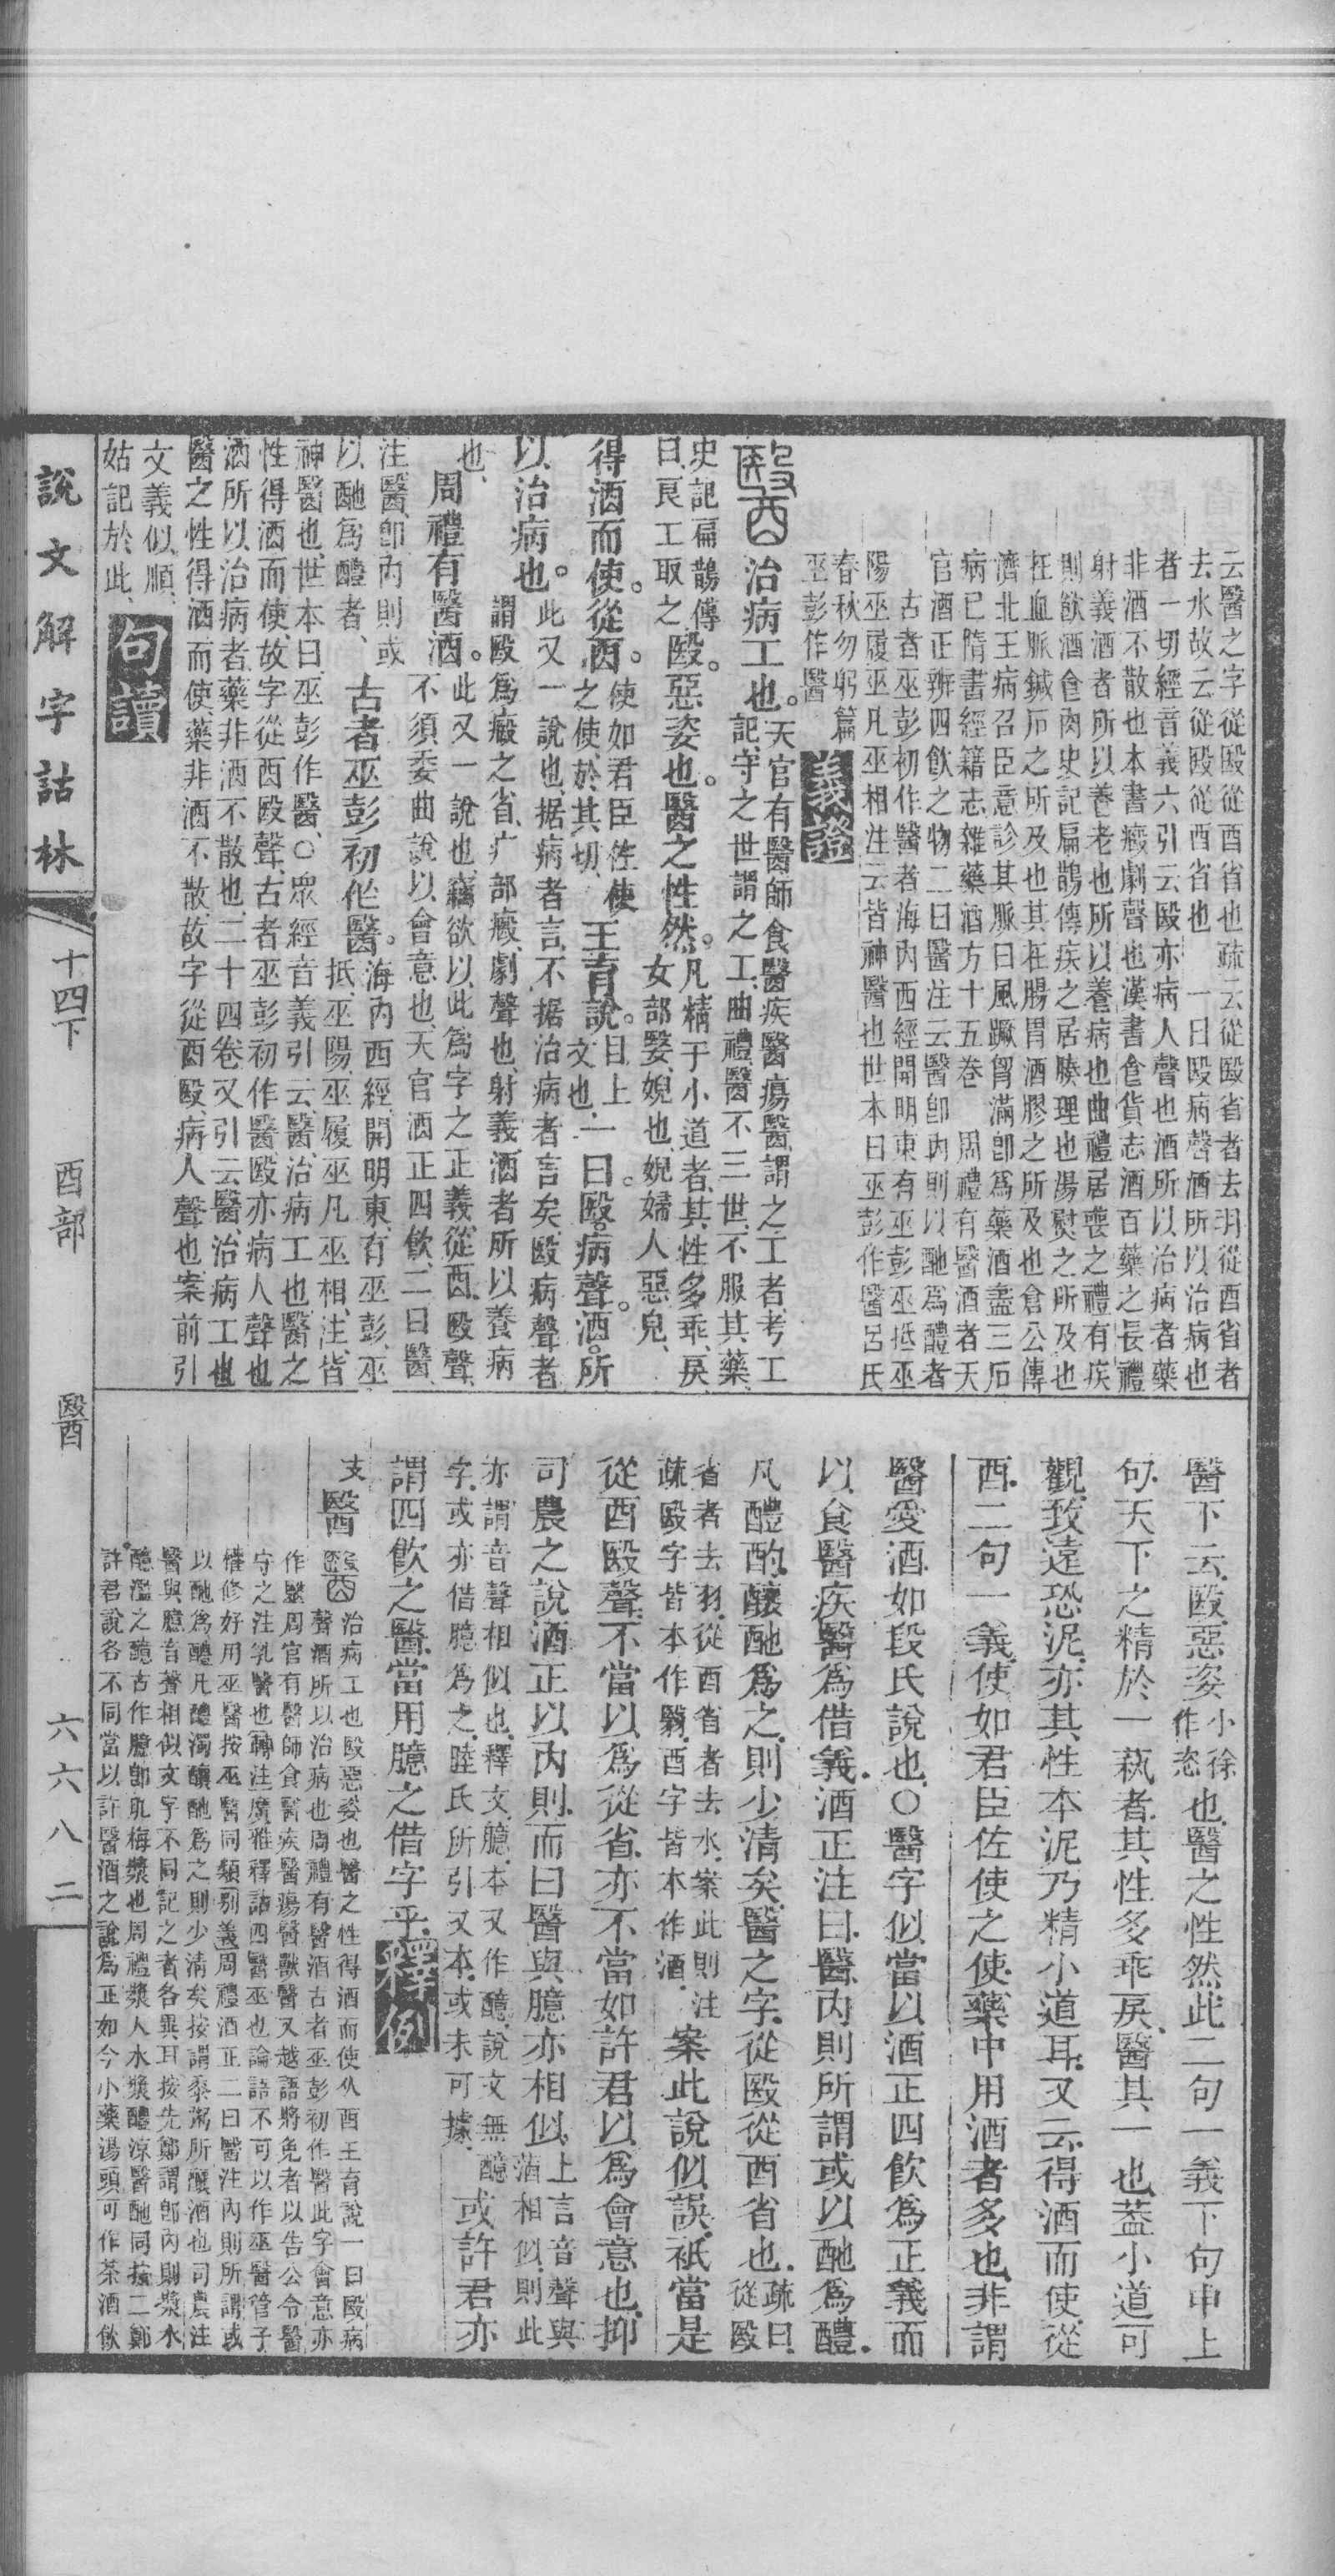 云醫之字從殹從酉省也疏云從殹省者去羽從酉省者
去水故云從殹從酉省也 一曰殹病聲酒所以治病也
者一切經音義六引云殹亦病人聲也酒所以治病者藥
非酒不散也本書癥劇聲也漢書食貨志酒百藥之長禮
射義酒者所以養老也所以養病也曲禮居喪之禮有疾
則飲酒食肉史記扁鵲傳疾之居腠理也湯熨之所及也
在血脈鍼石之所及也其在腸胃酒膠之所及也倉公傳
濟北王病召臣意診其脈曰風蹶胷滿卽爲藥酒盡三石
病已隋書經籍志雜藥酒方十五卷 周禮有醫酒者天
官酒正辨四飲之物二曰醫注云醫卽內則以酏爲醴者
古者巫彭初作醫者海內西經開明東有巫彭巫抵巫
陽巫履巫凡巫相注云皆神醫也世本曰巫彭作醫呂氏
春秋勿躬篇
巫彭作醫 義證
醫治病工也。天官有醫師食醫疾醫瘍醫、謂之工者、考工
記、守之世謂之工、曲禮、醫不三世、不服其藥、
史記扁鵲傳
曰、良工取之、殹。惡姿也。醫之性然。凡精于小道者、其性多乖戾、
女部嫛、婗也婗婦人惡皃、
得酒而使。從酉。使如君臣佐使
之使、於其切、王育說。目上
文也、一曰。殹。病聲。酒。所
以治病也。此又一說也、据病者言、不据治病者言矣、殹病聲者
謂殹爲癥之省、疒部癥、劇聲也、射義酒者所以養病
也、
周禮有醫酒。此又一說也、竊欲以此爲字之正義、從酉、殹聲、
不須委曲說以會意也、天官酒正四飲、二曰醫、
注、醫、卽內則或
以酏爲醴者、古者巫彭初作醫。海內西經、開明東、有巫彭、巫
抵、巫陽、巫履、巫凡、巫相、注、皆
神醫也、世本曰、巫彭作醫、○眾經音義引云、醫、治病工也、醫之
性得酒而使、故字從酉殹聲、古者巫彭初作醫、殹亦病人聲也
酒所以治病者、藥非酒不散也、二十四卷又引云、醫治病工也
醫之性得酒而使、藥非酒不散、故字從酉殹、病人聲也案前引
文義似順、
姑記於此、 句讀
醫下云、殹、惡姿小徐
作恣也、醫之性然、此二句一義、下句申上
句、天下之精於一蓺者、其性多乖戾、醫其一也、蓋小道可
觀、致遠恐泥、亦其性本泥乃精小道耳、又云、得酒而使、從
酉、二句一義、使如君臣佐使之使、藥中用酒者多也、非謂
醫愛酒、如段氏說也、○醫字似當以酒正四飲爲正義、而
以食醫疾醫爲借義、酒正注曰、醫、內則所謂或以酏爲醴、
凡醴酌、釀酏爲之、則少清矣、醫之字、從殹從酉省也、疏曰、
從殹
省者去羽、從酉省者去水、案此則注
疏殹字皆本作翳、酉字皆本作酒、案此說似誤、祇當是
從酉殹聲、不當以爲從省、亦不當如許君以爲會意也、抑
司農之說酒正以內則、而曰醫與臆亦相似、上言音聲與
酒相似、則此
亦謂音聲相似也、釋文、臆、本又作醷、說文無醷
字、或亦借臆爲之、陸氏所引又本、或未可據、或許君亦
謂四飲之醫、當用臆之借字乎、釋例
攴 醫 治病工也殹惡姿也醫之性得酒而使从酉王育說一曰殹病
聲酒所以治病也周禮有醫酒古者巫彭初作醫此字會意亦
作毉周官有醫師食醫疾醫瘍醫獸醫又越語將免者以告公令醫
守之注乳醫也轉注廣雅釋詁四醫巫也論語不可以作巫醫管子
權修好用巫醫按巫醫同類別義周禮酒正二曰醫注內則所謂或
以酏爲醴凡醴濁釀酏爲之則少清矣按謂黍粥所釀酒也司農注
醫與臆音聲相似文字不同記之者各異耳按先鄭謂卽內則漿水
醷濫之醷古作臆卽肌梅漿也周禮漿人水漿醴涼醫酏同按二鄭
許君說各不同當以許醫酒之說爲正如今小藥湯頭可作茶酒飲
說文解字詁林
十四下
酉部
醫
六六八二